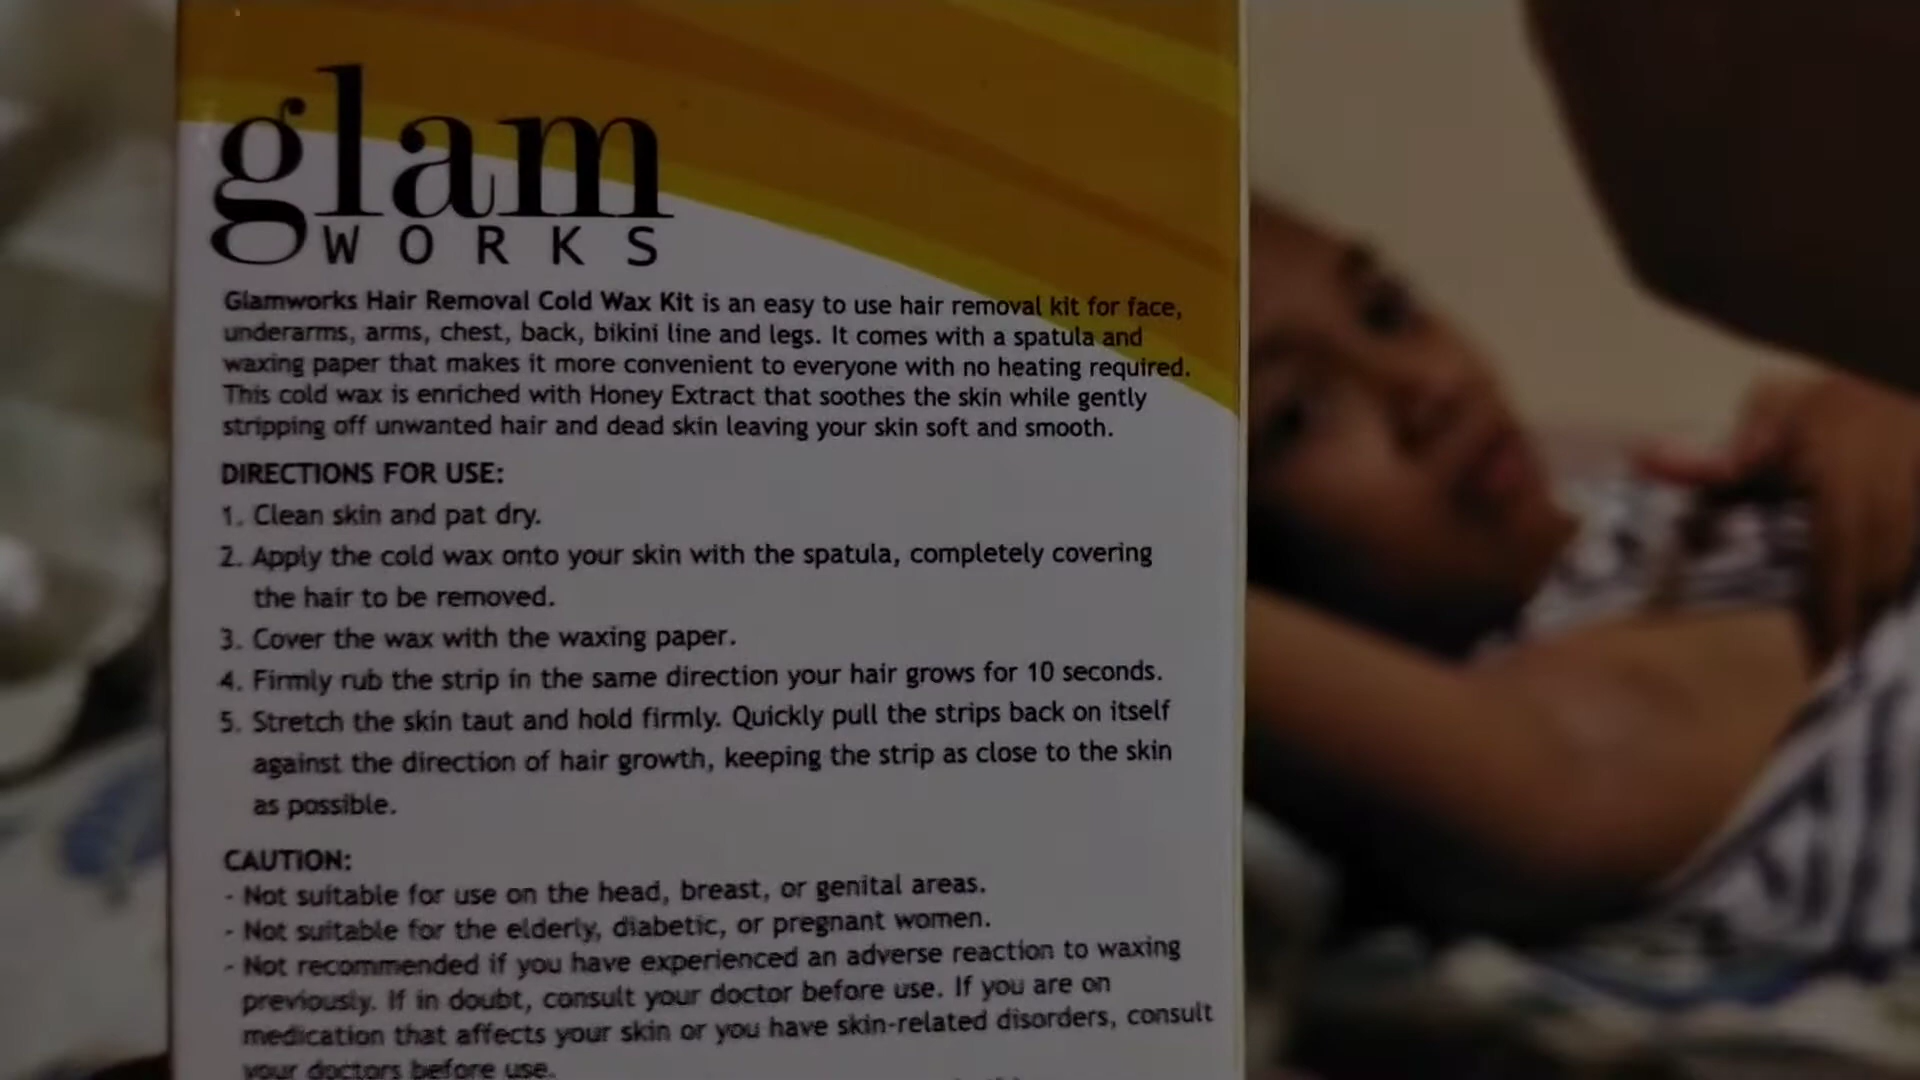 glam
WORKS
Glamworks Hair Removal Cold Wax Kit is an easy to use hair removal kit for face,
underarms, arms, chest, back, bikini line and legs. It comes with a spatula and
waxing paper that makes it more convenient to everyone with no heating required.
This cold wax is enriched with Honey Extract that soothes the skin while gently
stripping off unwanted hair and dead skin leaving your skin soft and smooth.
DIRECTIONS FOR USE:
1. Clean skin and pat dry.
2. Apply the cold wax onto your skin with the spatula, completely covering
the hair to be removed.
3. Cover the wax with the waxing paper.
4. Firmly rub the strip in the same direction your hair grows for 10 seconds.
5. Stretch the skin taut and hold firmly. Quickly pull the strips back on itself
against the direction of hair growth, keeping the strip as close to the skin
as possible.
CAUTION:
- Not suitable for use on the head, breast, or genital areas.
- Not suitable for the elderly, diabetic, or pregnant women.
- Not recommended if you have experienced an adverse reaction to waxing
previously. If in doubt, consult your doctor before use. If you are on
medication that affects your skin or you have skin-related disorders, consult
your doctors before use.